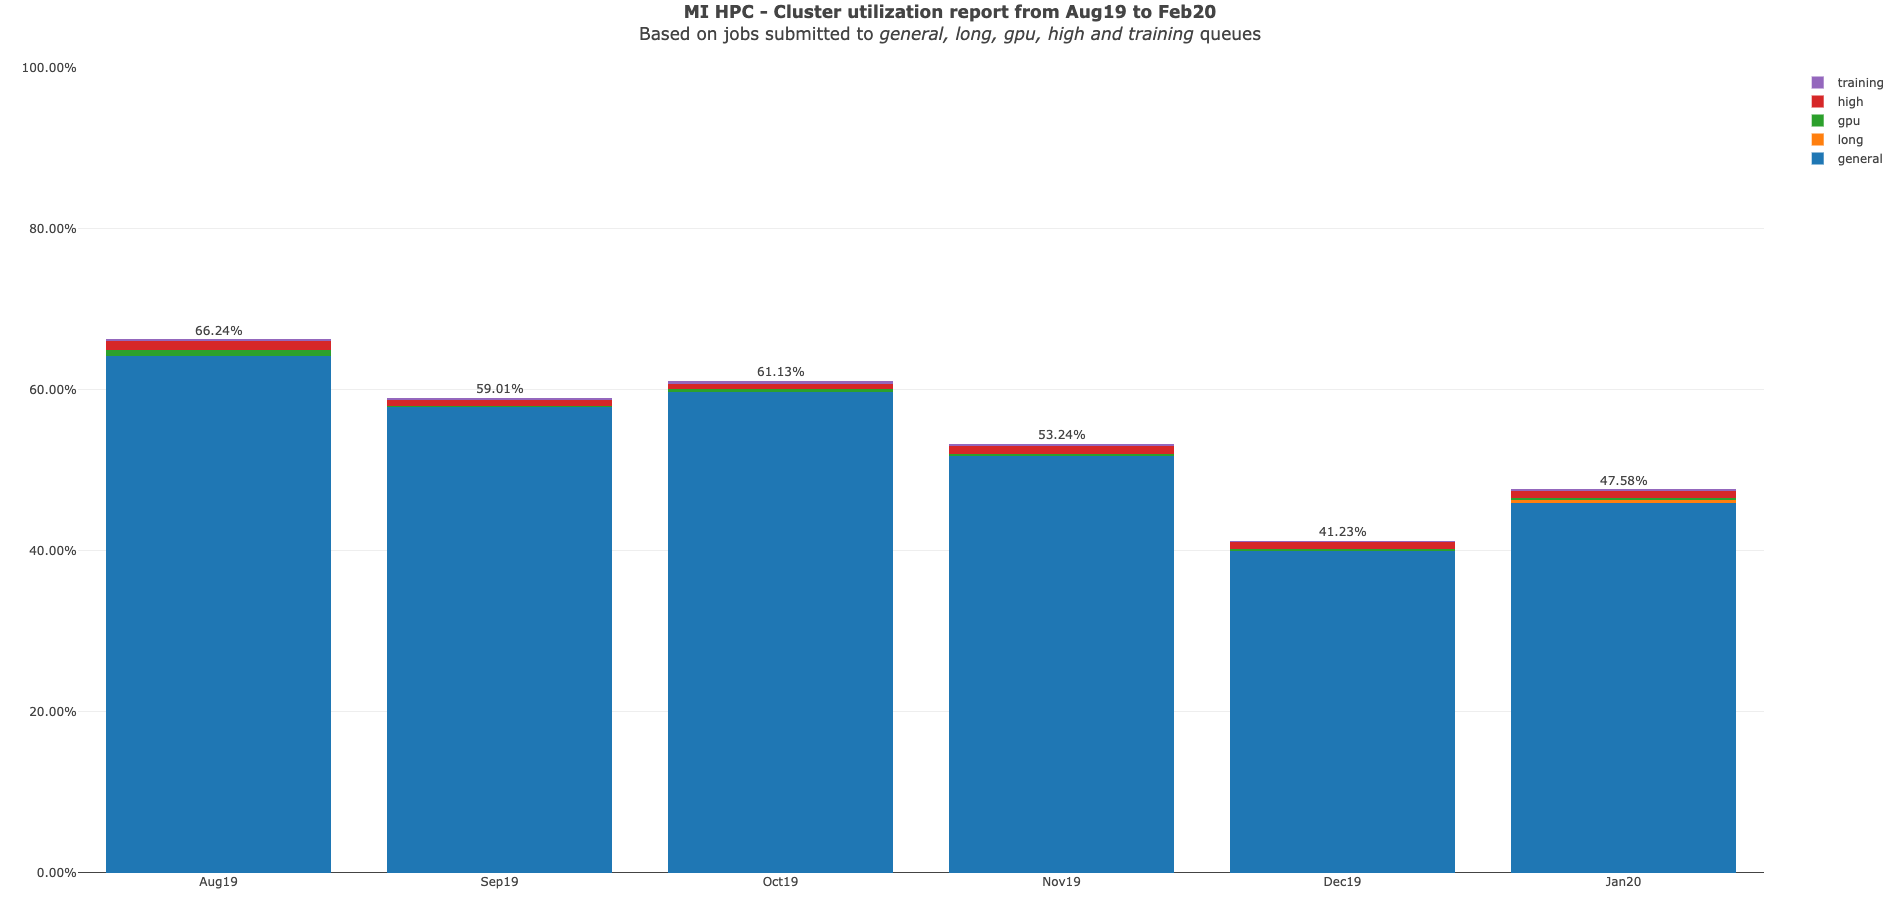 MI HPC - Cluster utilization report from Aug19 to Feb20
Based on jobs submitted to general, long, gpu, high and training queues
100.00%
80.00%
60.00%
40.00%
20.00%
0.00%
66.24%
59.01%
61.13%
53.24%
41.23%
47.58%
Aug19
Sep19
Oct19
Nov19
Dec19
Jan20
training
high
gpu
long
general